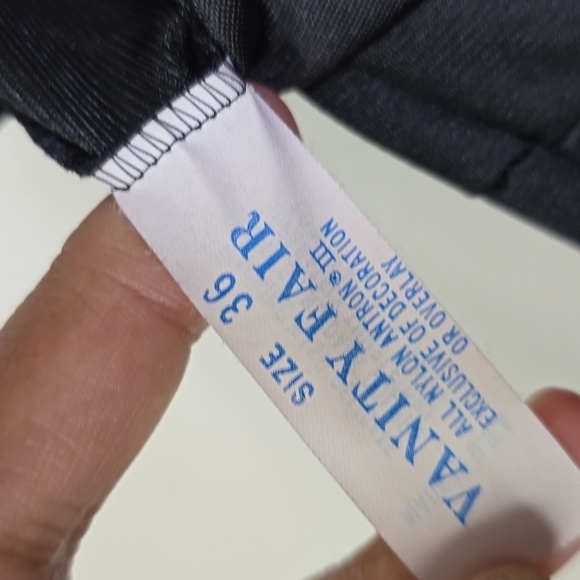 SIZE 36
VANITY FAIR
ALL NYLON ANTRON® III
EXCLUSIVE OF DECORATION
OR OVERLAY